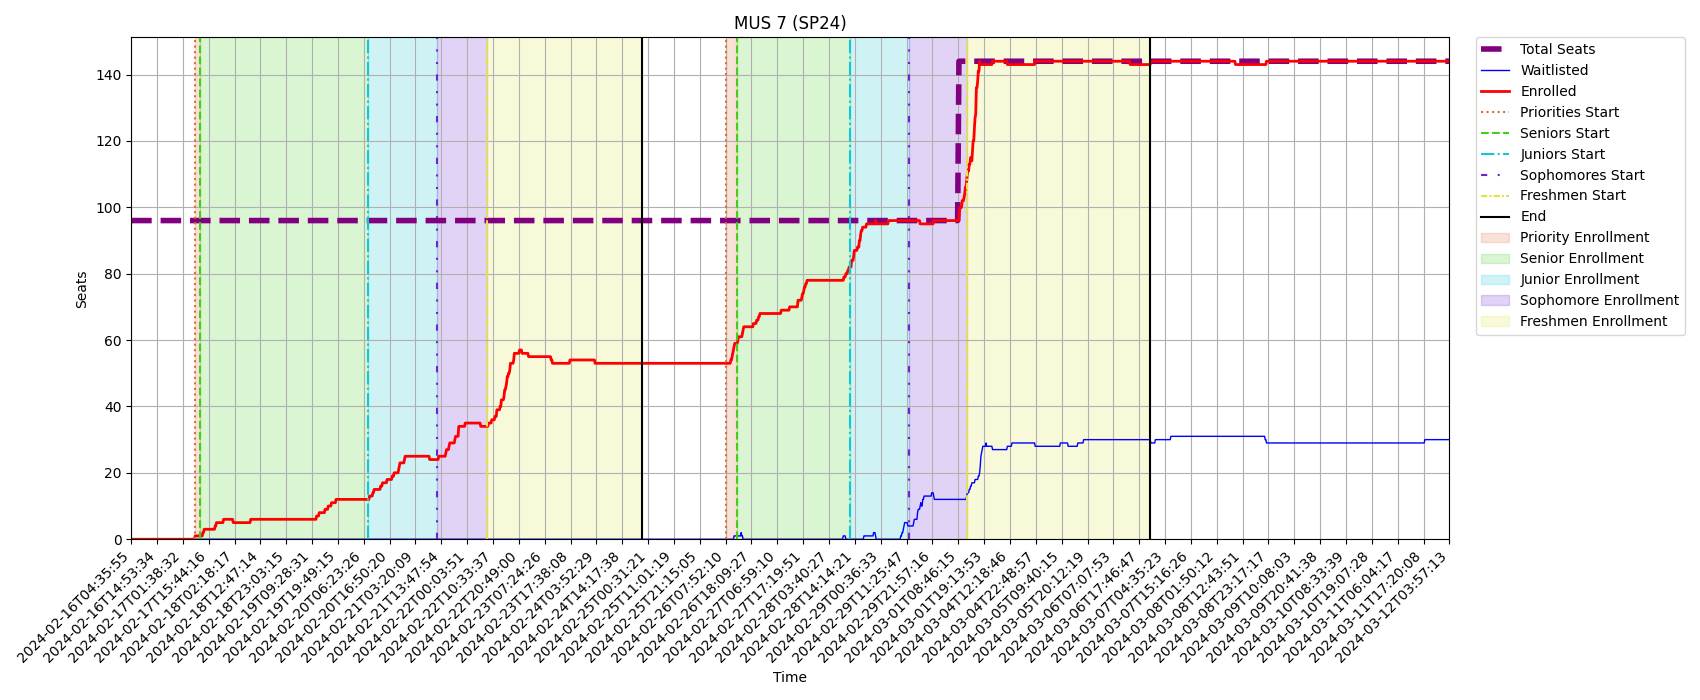 MUS 7 (SP24)
Total Seats
Waitlisted
Enrolled
Priorities Start
Seniors Start
Juniors Start
Sophomores Start
Freshmen Start
End
Priority Enrollment
Senior Enrollment
Junior Enrollment
Sophomore Enrollment
Freshmen Enrollment
Seats
140
120
100
80
60
40
20
0
2024-02-16T04:35:55
2024-02-16T14:53:34
2024-02-17T01:38:32
2024-02-17T15:44:16
2024-02-18T02:18:17
2024-02-18T12:47:14
2024-02-18T23:03:15
2024-02-19T09:28:31
2024-02-19T19:49:15
2024-02-20T06:23:26
2024-02-20T16:50:20
2024-02-21T03:20:09
2024-02-21T13:47:54
2024-02-22T00:03:51
2024-02-22T10:33:37
2024-02-22T20:49:00
2024-02-23T07:24:26
2024-02-23T17:38:08
2024-02-24T03:52:29
2024-02-24T14:17:38
2024-02-25T00:31:21
2024-02-25T11:01:19
2024-02-25T21:15:05
2024-02-26T07:52:10
2024-02-26T18:09:27
2024-02-27T06:59:10
2024-02-27T17:19:51
2024-02-28T03:40:27
2024-02-28T14:14:21
2024-02-29T00:36:33
2024-02-29T11:25:47
2024-02-29T21:57:16
2024-03-01T08:46:15
2024-03-01T19:13:53
2024-03-04T12:18:46
2024-03-04T22:48:57
2024-03-05T09:40:15
2024-03-05T20:12:19
2024-03-06T07:07:53
2024-03-06T17:46:47
2024-03-07T04:35:23
2024-03-07T15:16:26
2024-03-08T01:50:12
2024-03-08T12:43:51
2024-03-08T23:17:17
2024-03-09T10:08:03
2024-03-09T20:41:38
2024-03-10T08:33:39
2024-03-10T19:07:28
2024-03-11T06:04:17
2024-03-11T17:20:08
2024-03-12T03:57:13
Time